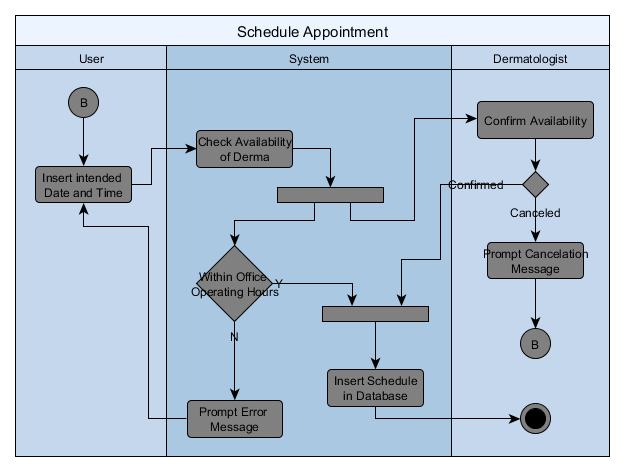 Schedule Appointment
User
System
Dermatologist
B
Insert intended
Date and Time
Check Availability
of Derma
Confirm Availability
Confirmed
Canceled
Within Office
Operating Hours
Y
N
Prompt Cancelation
Message
B
Insert Schedule
in Database
Prompt Error
Message